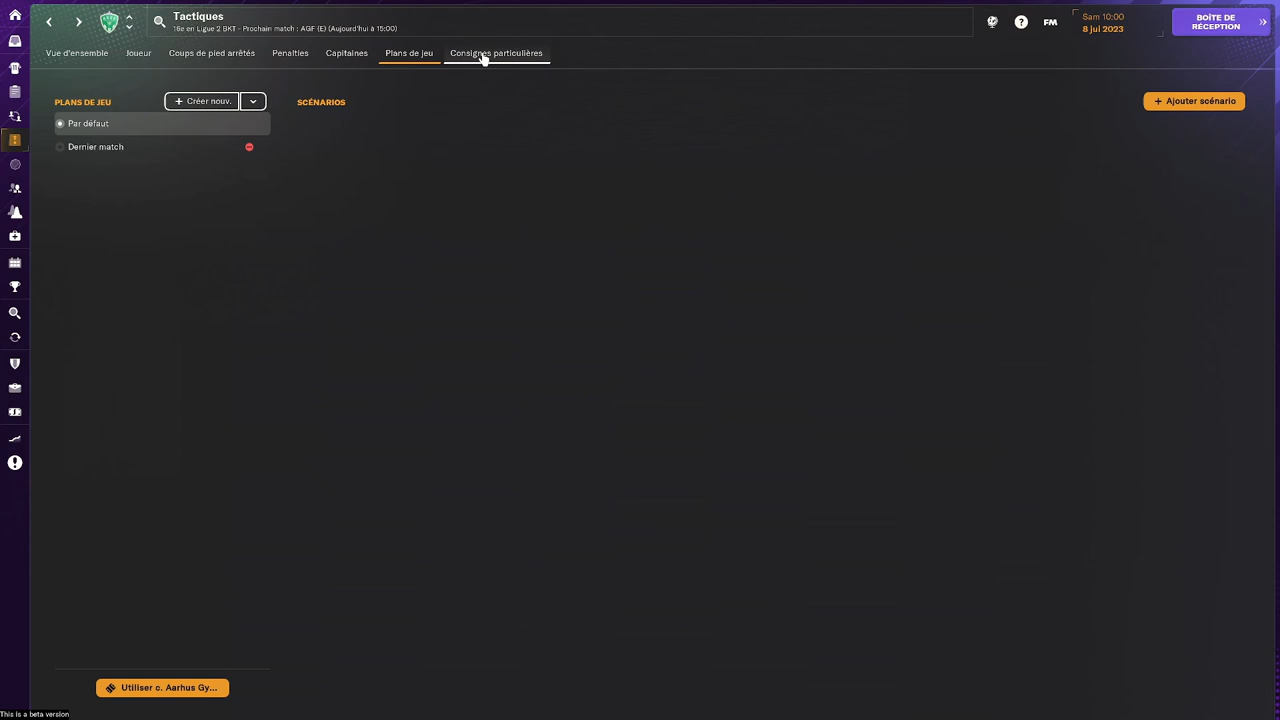 Tactiques
16e en Ligue 2 BKT - Prochain match : AGF (E) (Aujourd'hui à 15:00)
FM
Sam 10:00
8 jul 2023
BOÎTE DE
RÉCEPTION
Vue d'ensemble
Joueur
Coups de pied arrêtés
Penalties
Capitaines
Plans de jeu
Consignes particulières
PLANS DE JEU
+ Créer nouv.
SCÉNARIOS
+ Ajouter scénario
Par défaut
Dernier match
Utiliser c. Aarhus Gy...
This is a beta version